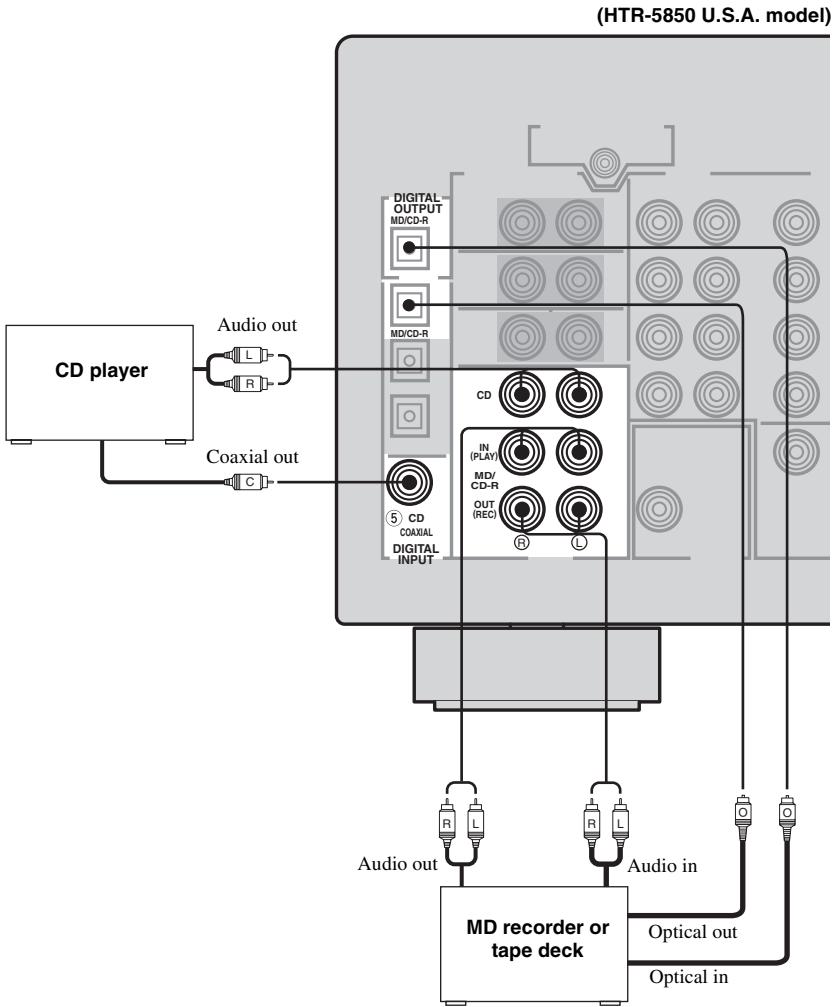 (HTR-5850 U.S.A. model)
DIGITAL
OUTPUT
MD/CD-R
MD/CD-R
Audio out
L
R
CD player
Coaxial out
C
CD
IN
(PLAY)
MD/
CD-R
OUT
(REC)
R
L
5 CD
COAXIAL
DIGITAL
INPUT
R
L
R
L
O
O
Audio out
Audio in
MD recorder or
tape deck
Optical out
Optical in